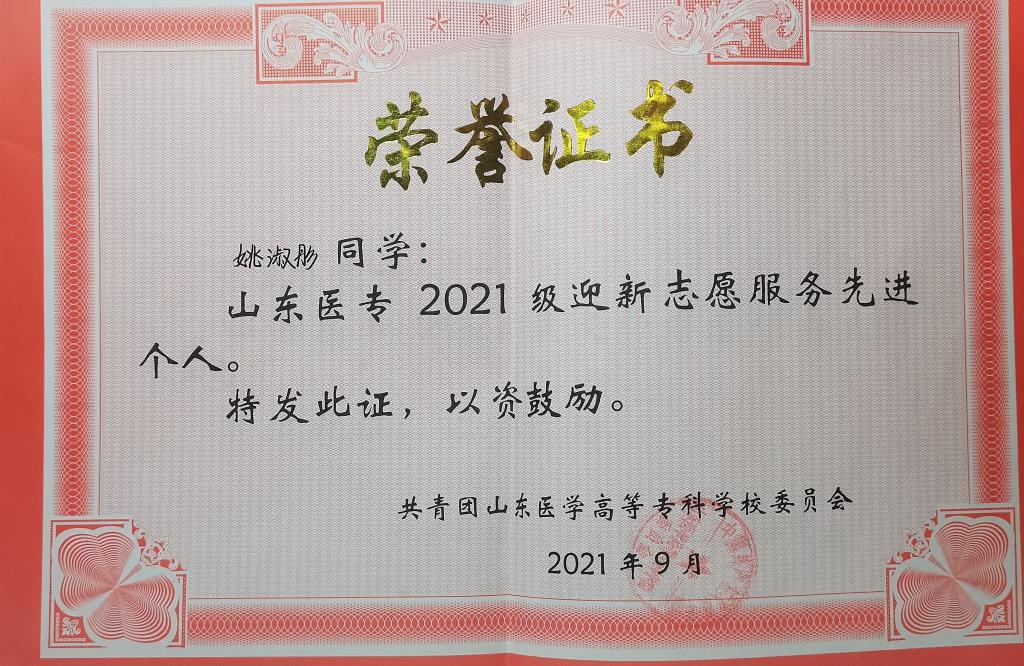 荣誉证书
姚淑彤 同学：
山东医专 2021 级迎新志愿服务先进
个人。
特发此证，以资鼓励。
共青团山东医学高等专科学校委员会
2021 年 9 月